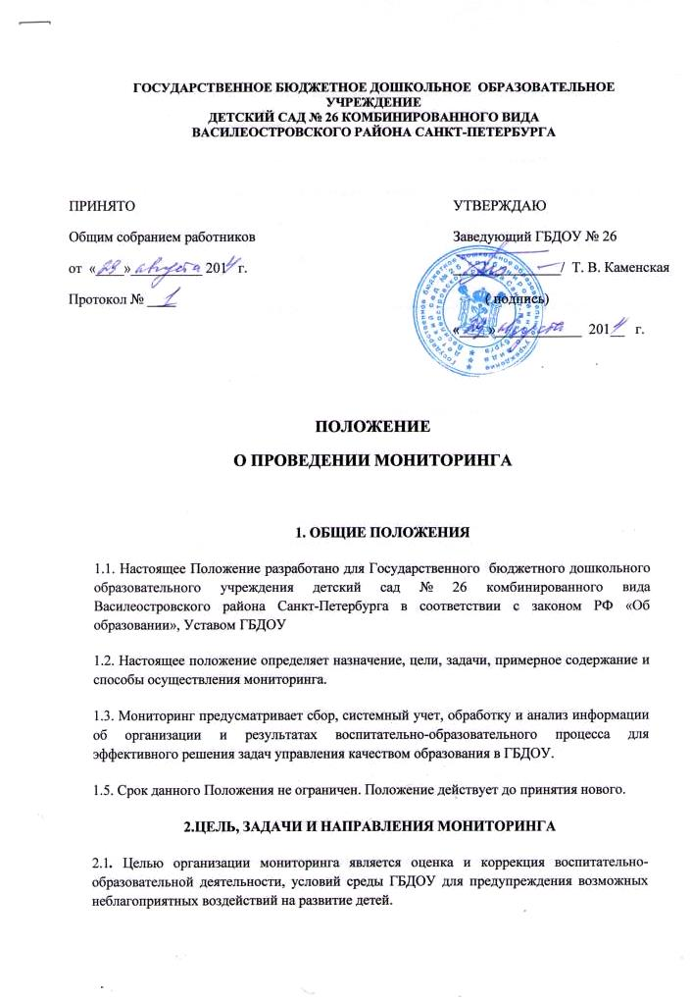 ГОСУДАРСТВЕННОЕ БЮДЖЕТНОЕ ДОШКОЛЬНОЕ ОБРАЗОВАТЕЛЬНОЕ
УЧРЕЖДЕНИЕ
ДЕТСКИЙ САД № 26 КОМБИНИРОВАННОГО ВИДА
ВАСИЛЕОСТРОВСКОГО РАЙОНА САНКТ-ПЕТЕРБУРГА
ПРИНЯТО
Общим собранием работников
от «29» августа 2014 г.
Протокол № 1
УТВЕРЖДАЮ
Заведующий ГБДОУ № 26
/ Т. В. Каменская
( подпись)
«29» августа 2014 г.
ПОЛОЖЕНИЕ
О ПРОВЕДЕНИИ МОНИТОРИНГА
1. ОБЩИЕ ПОЛОЖЕНИЯ
1.1. Настоящее Положение разработано для Государственного бюджетного дошкольного
образовательного учреждения детский сад № 26 комбинированного вида
Василеостровского района Санкт-Петербурга в соответствии с законом РФ «Об
образовании», Уставом ГБДОУ
1.2. Настоящее положение определяет назначение, цели, задачи, примерное содержание и
способы осуществления мониторинга.
1.3. Мониторинг предусматривает сбор, системный учет, обработку и анализ информации
об организации и результатах воспитательно-образовательного процесса для
эффективного решения задач управления качеством образования в ГБДОУ.
1.5. Срок данного Положения не ограничен. Положение действует до принятия нового.
2.ЦЕЛЬ, ЗАДАЧИ И НАПРАВЛЕНИЯ МОНИТОРИНГА
2.1. Целью организации мониторинга является оценка и коррекция воспитательно-
образовательной деятельности, условий среды ГБДОУ для предупреждения возможных
неблагоприятных воздействий на развитие детей.